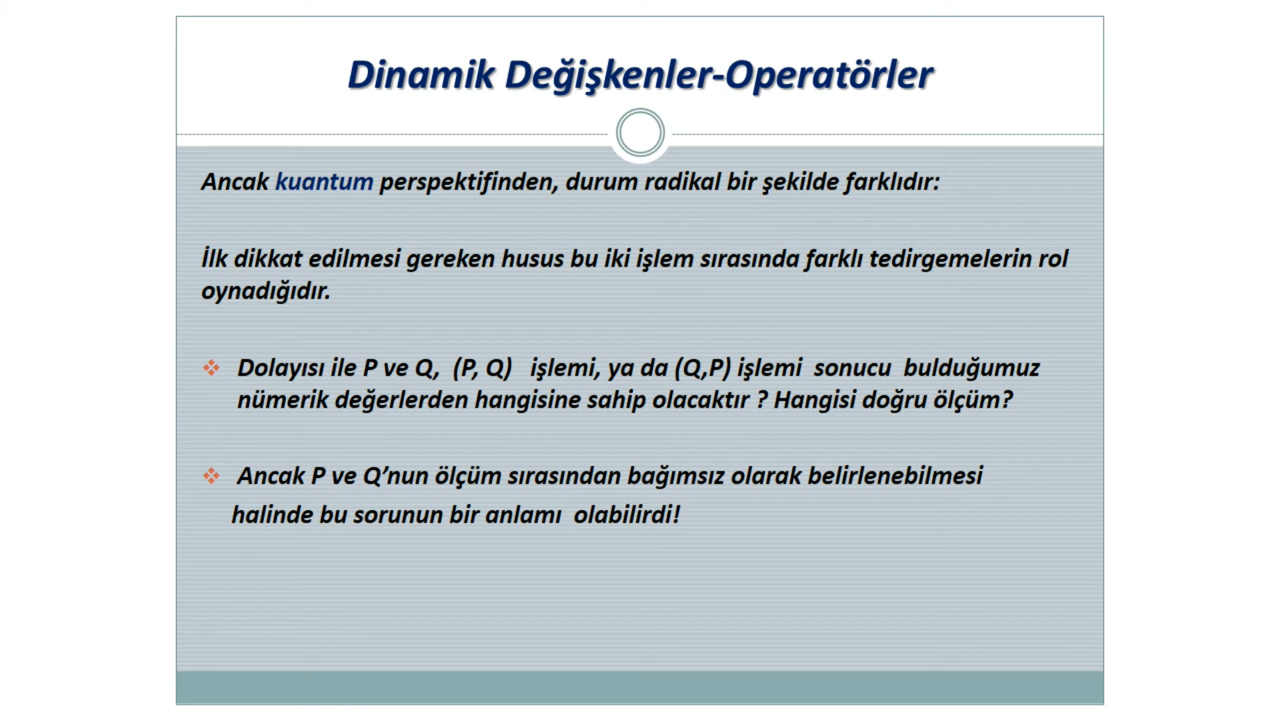 Dinamik Değişkenler-Operatörler
Ancak kuantum perspektifinden, durum radikal bir şekilde farklıdır:
İlk dikkat edilmesi gereken husus bu iki işlem sırasında farklı tedirgemelerin rol
oynadığıdır.
Dolayısı ile P ve Q, (P, Q) işlemi, ya da (Q,P) işlemi sonucu bulduğumuz
nümerik değerlerden hangisine sahip olacaktır ? Hangisi doğru ölçüm?
Ancak P ve Q’nun ölçüm sırasından bağımsız olarak belirlenebilmesi
halinde bu sorunun bir anlamı olabilirdi!